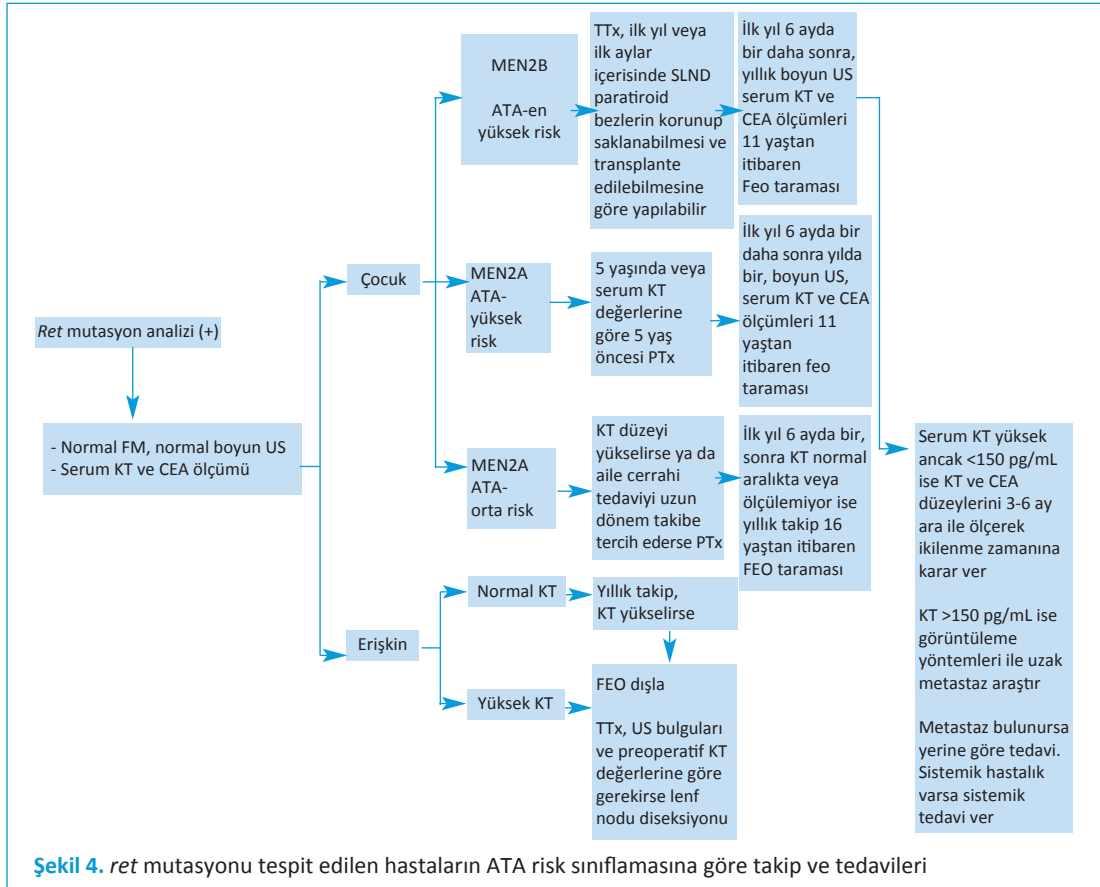 Ret mutasyon analizi (+)
- Normal FM, normal boyun US
- Serum KT ve CEA ölçümü
Çocuk
MEN2B
ATA-en
yüksek risk
TTx, ilk yıl veya
ilk aylar
içerisinde SLND
paratiroid
bezlerin korunup
saklanabilmesi ve
transplante
edilebilmesine
göre yapılabilir
İlk yıl 6 ayda
bir daha sonra,
yıllık boyun US
serum KT ve
CEA ölçümleri
11 yaştan
itibaren
Feo taraması
MEN2A
ATA-
yüksek
risk
5 yaşında veya
serum KT
değerlerine
göre 5 yaş
öncesi PTx
İlk yıl 6 ayda bir
daha sonra yılda
bir, boyun US,
serum KT ve CEA
ölçümleri 11
yaştan
itibaren feo
taraması
MEN2A
ATA-
orta risk
KT düzeyi
yükselirse ya da
aile cerrahi
tedaviyi uzun
dönem takibe
tercih ederse PTx
İlk yıl 6 ayda bir,
sonra KT normal
aralıkta veya
ölçülemiyor ise
yıllık takip 16
yaştan itibaren
FEO taraması
Erişkin
Normal KT
Yıllık takip,
KT yükselirse
Yüksek KT
FEO dışla
TTx, US bulguları
ve preoperatif KT
değerlerine göre
gerekirse lenf
nodu diseksiyonu
Serum KT yüksek
ancak <150 pg/mL
ise KT ve CEA
düzeylerini 3-6 ay
ara ile ölçerek
ikilenme zamanına
karar ver
KT >150 pg/mL ise
görüntüleme
yöntemleri ile uzak
metastaz araştır
Metastaz bulunursa
yerine göre tedavi.
Sistemik hastalık
varsa sistemik
tedavi ver
Şekil 4. ret mutasyonu tespit edilen hastaların ATA risk sınıflamasına göre takip ve tedavileri